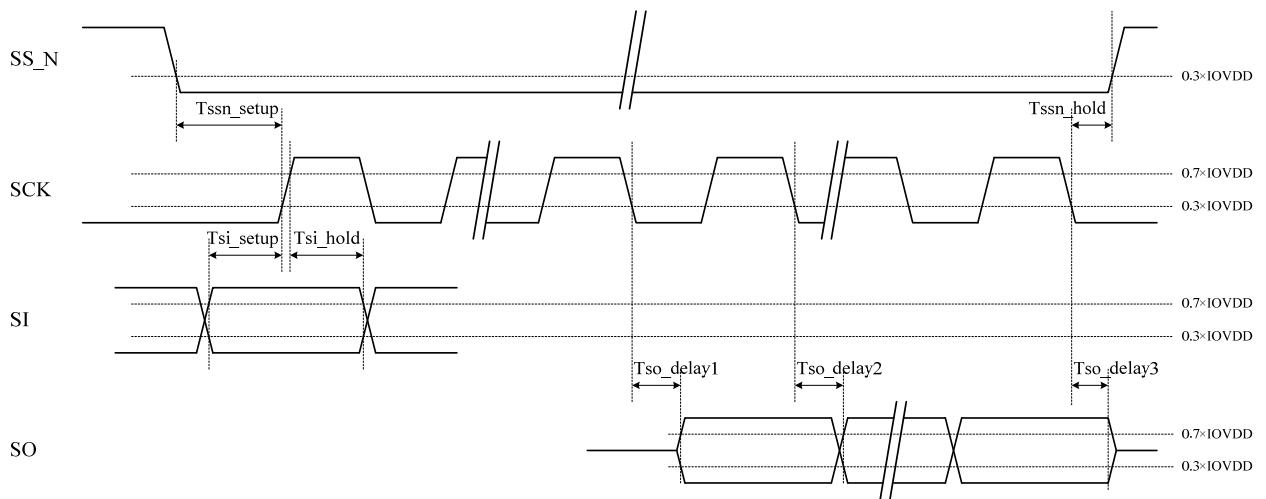 SS_N
0.3×IOVDD
Tssn_setup
Tssn_hold
SCK
0.7×IOVDD
0.3×IOVDD
Tsi_setup
Tsi_hold
SI
0.7×IOVDD
0.3×IOVDD
Tso_delay1
Tso_delay2
Tso_delay3
SO
0.7×IOVDD
0.3×IOVDD